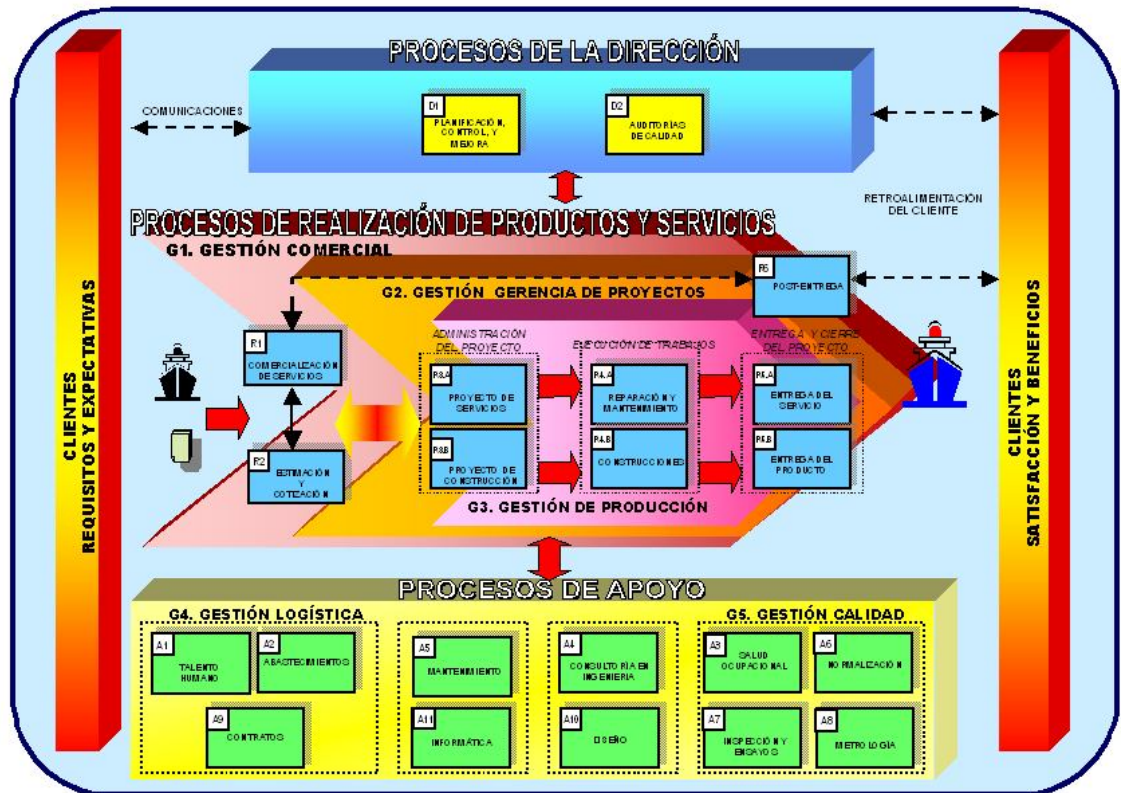 PROCESOS DE LA DIRECCIÓN
COMUNICACIONES
D1
PLANIFICACIÓN,
CONTROL, Y
MEJORA
D2
AUDITORÍAS
DE CALIDAD
CLIENTES
REQUISITOS Y EXPECTATIVAS
CLIENTES
SATISFACCIÓN Y BENEFICIOS
RETROALIMENTACIÓN
DEL CLIENTE
PROCESOS DE REALIZACIÓN DE PRODUCTOS Y SERVICIOS
G1. GESTIÓN COMERCIAL
G2. GESTIÓN GERENCIA DE PROYECTOS
R6
POST-ENTREGA
R1
COMERCIALIZACIÓN
DE SERVICIOS
R2
ESTIMACIÓN
Y
COTIZACIÓN
ADMINISTRACIÓN
DEL PROYECTO
R3.A
PROYECTO DE
SERVICIOS
R3.B
PROYECTO DE
CONSTRUCCIÓN
EJECUCIÓN DE TRABAJOS
R4.A
REPARACIÓN Y
MANTENIMIENTO
R4.B
CONSTRUCCIONES
ENTREGA Y CIERRE
DEL PROYECTO
R5.A
ENTREGA DEL
SERVICIO
R5.B
ENTREGA DEL
PRODUCTO
G3. GESTIÓN DE PRODUCCIÓN
PROCESOS DE APOYO
G4. GESTIÓN LOGÍSTICA
A1
TALENTO
HUMANO
A2
ABASTECIMIENTOS
A9
CONTRATOS
A5
MANTENIMIENTO
A11
INFORMÁTICA
A4
CONSULTORÍA EN
INGENIERIA
A10
DISEÑO
G5. GESTIÓN CALIDAD
A3
SALUD
OCUPACIONAL
A6
NORMALIZACIÓN
A7
INSPECCIÓN Y
ENSAYOS
A8
METROLOGÍA